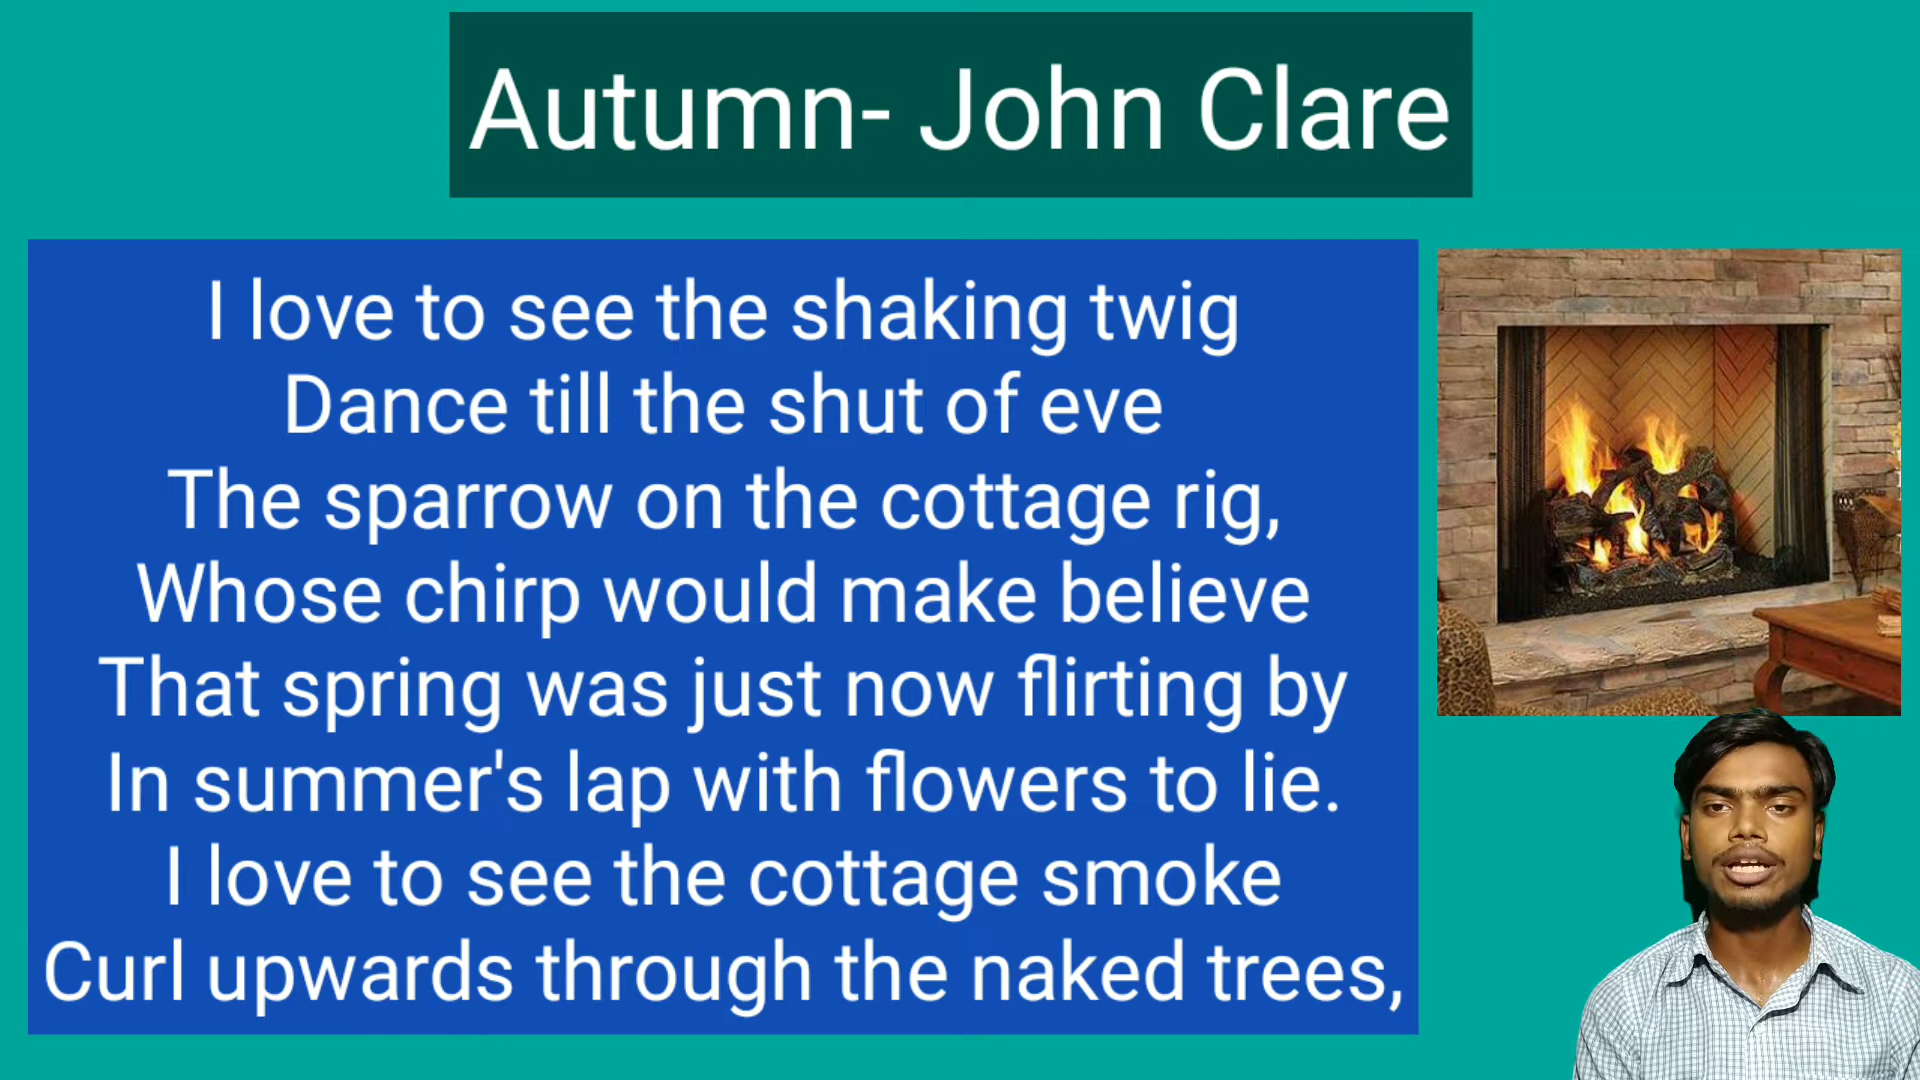 Autumn- John Clare
I love to see the shaking twig
Dance till the shut of eve
The sparrow on the cottage rig,
Whose chirp would make believe
That spring was just now flirting by
In summer's lap with flowers to lie.
I love to see the cottage smoke
Curl upwards through the naked trees,